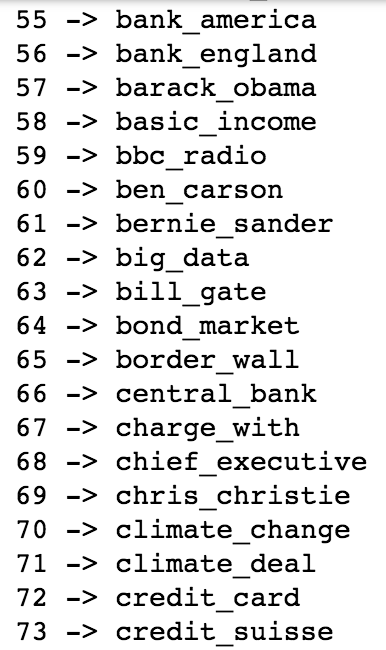 55 -> bank_america
56 -> bank_england
57 -> barack_obama
58 -> basic_income
59 -> bbc_radio
60 -> ben_carson
61 -> bernie_sander
62 -> big_data
63 -> bill_gate
64 -> bond_market
65 -> border_wall
66 -> central_bank
67 -> charge_with
68 -> chief_executive
69 -> chris_christie
70 -> climate_change
71 -> climate_deal
72 -> credit_card
73 -> credit_suisse